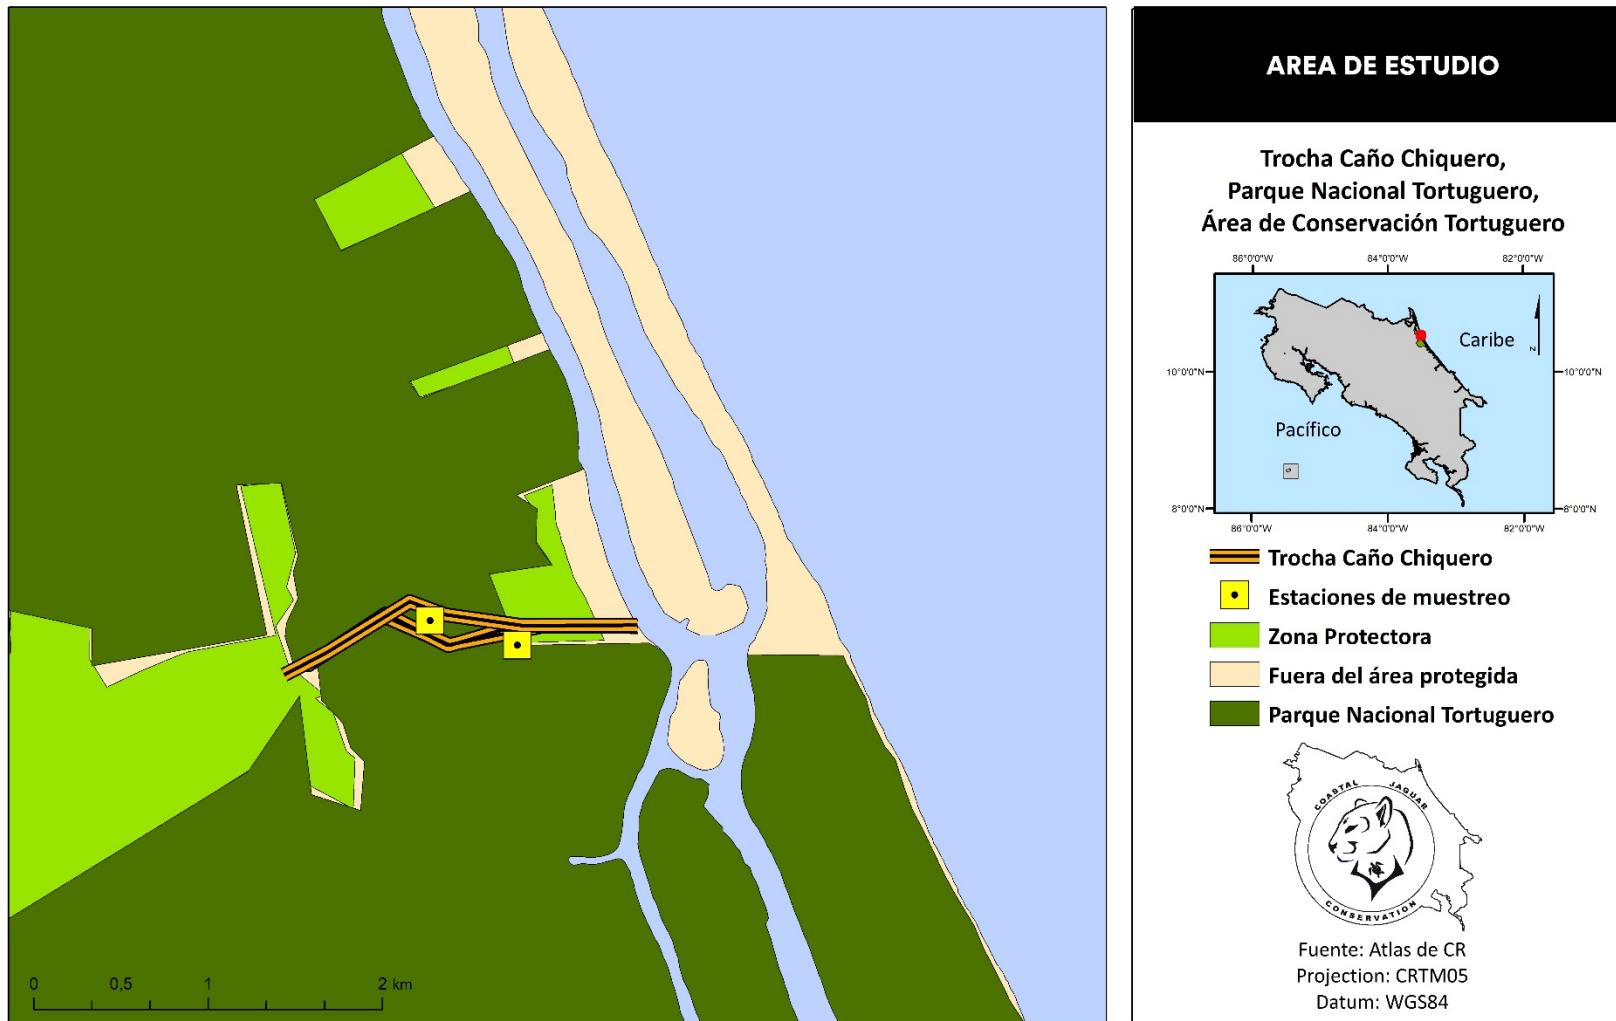 AREA DE ESTUDIO
Trocha Caño Chiquero,
Parque Nacional Tortuguero,
Área de Conservación Tortuguero
86°0'0"W 84°0'0"W 82°0'0"W
Caribe
N
10°0'0"N 10°0'0"N
Pacífico
8°0'0"N 8°0'0"N
86°0'0"W 84°0'0"W 82°0'0"W
Trocha Caño Chiquero
Estaciones de muestreo
Zona Protectora
Fuera del área protegida
Parque Nacional Tortuguero
COASTAL JAGUAR
CONSERVATION
Fuente: Atlas de CR
Projection: CRTM05
Datum: WGS84
0 0,5 1 2 km